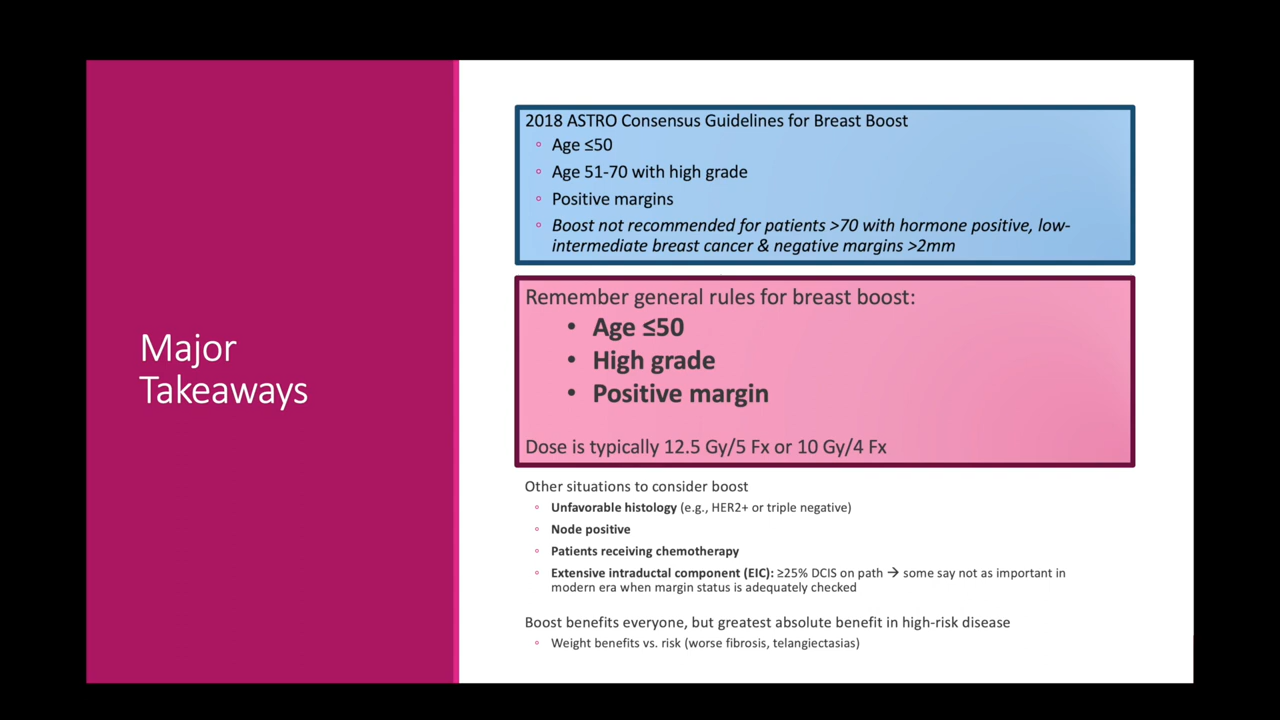 Major
Takeaways
2018 ASTRO Consensus Guidelines for Breast Boost
◦ Age ≤50
◦ Age 51-70 with high grade
◦ Positive margins
◦ Boost not recommended for patients >70 with hormone positive, low-
intermediate breast cancer & negative margins >2mm
Remember general rules for breast boost:
• Age ≤50
• High grade
• Positive margin
Dose is typically 12.5 Gy/5 Fx or 10 Gy/4 Fx
Other situations to consider boost
◦ Unfavorable histology (e.g., HER2+ or triple negative)
◦ Node positive
◦ Patients receiving chemotherapy
◦ Extensive intraductal component (EIC): ≥25% DCIS on path → some say not as important in
modern era when margin status is adequately checked
Boost benefits everyone, but greatest absolute benefit in high-risk disease
◦ Weight benefits vs. risk (worse fibrosis, telangiectasias)